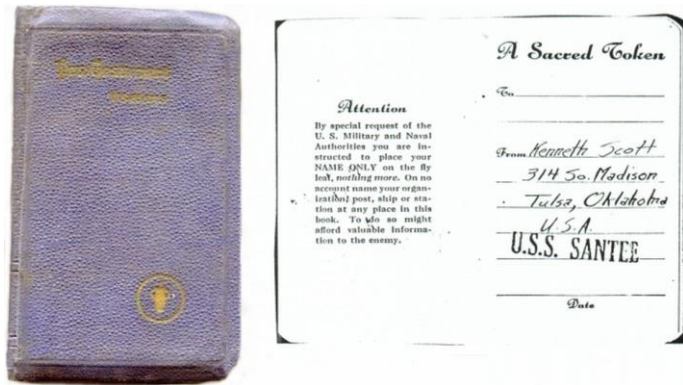 New Testament
Attention
By special request of the
U. S. Military and Naval
Authorities you are in-
structed to place your
NAME ONLY on the fly
leaf, nothing more. On no
account name your organ-
ization, post, ship or sta-
tion at any place in this
book. To do so might
afford valuable informa-
tion to the enemy.
A Sacred Token
To
From Kenneth Scott
314 So. Madison
Tulsa, Oklahoma
U.S.A.
U.S.S. SANTEE
Date